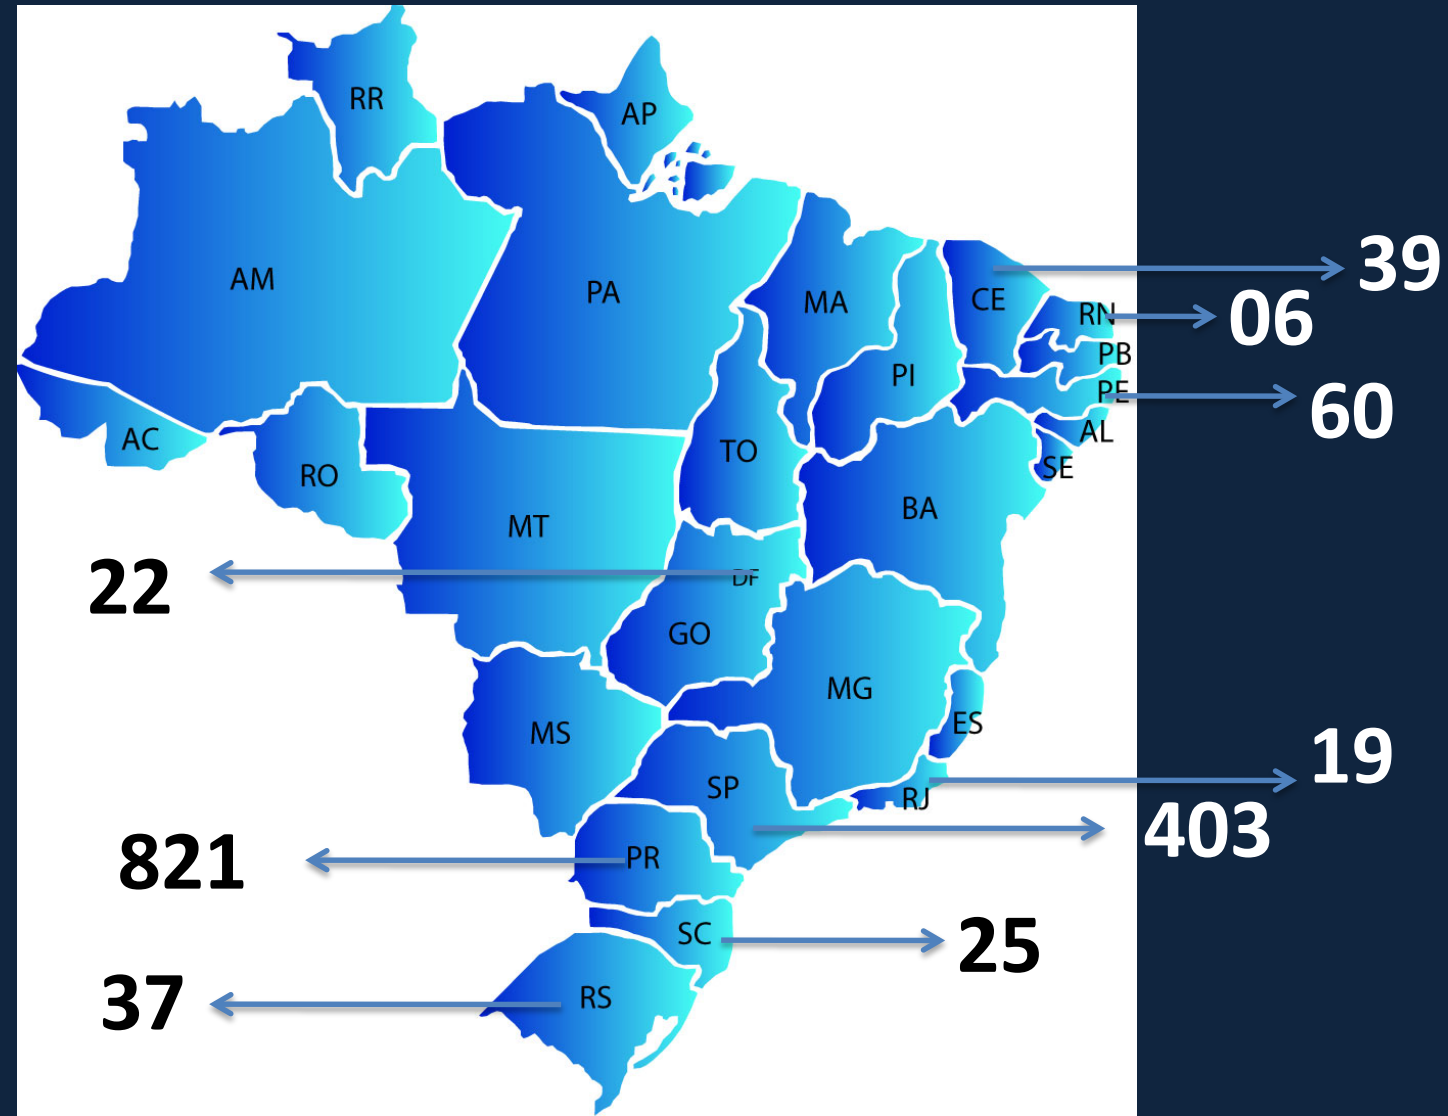 RR
AP
39
AM
PA
MA
CE
RN
06
PB
PI
PE
60
AC
TO
AL
RO
SE
BA
MT
22
DF
GO
MG
ES
MS
19
SP
RJ
403
821
PR
SC
25
37
RS